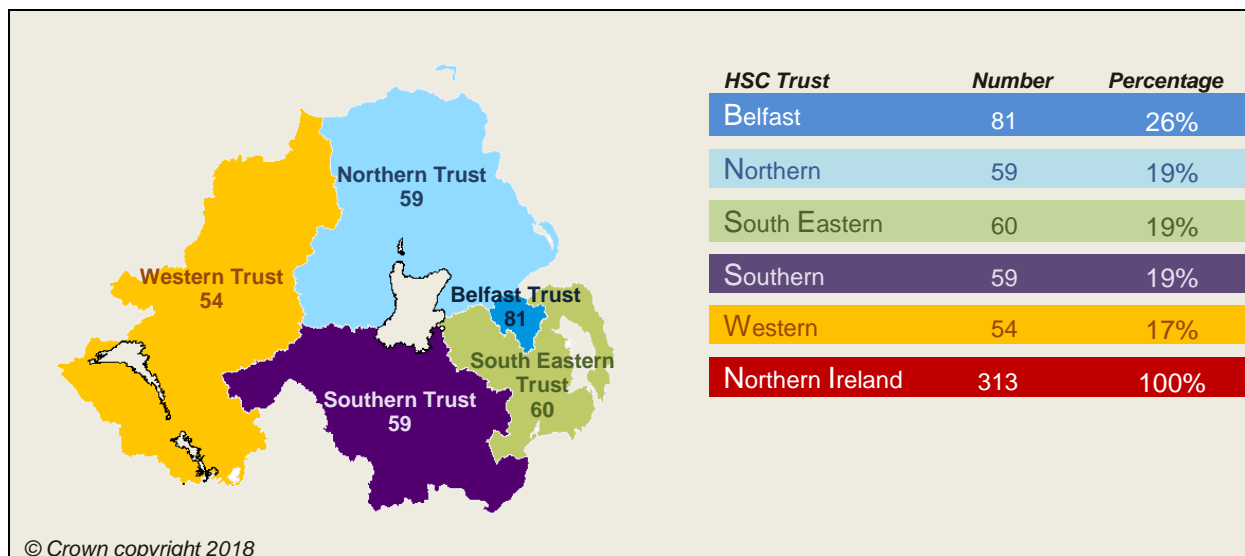 Northern Trust
59
Western Trust
54
Belfast Trust
81
South Eastern
Trust
60
Southern Trust
59
HSC Trust Number Percentage
Belfast 81 26%
Northern 59 19%
South Eastern 60 19%
Southern 59 19%
Western 54 17%
Northern Ireland 313 100%
© Crown copyright 2018